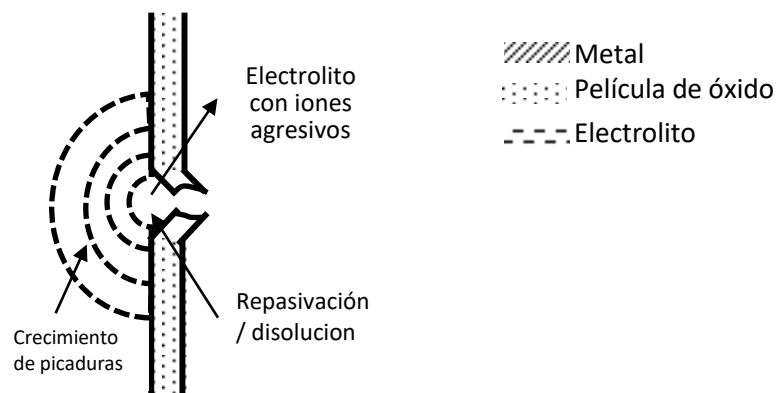 Electrolito
con iones
agresivos
Metal
Película de óxido
Electrolito
Repasivación
/ disolucion
Crecimiento
de picaduras